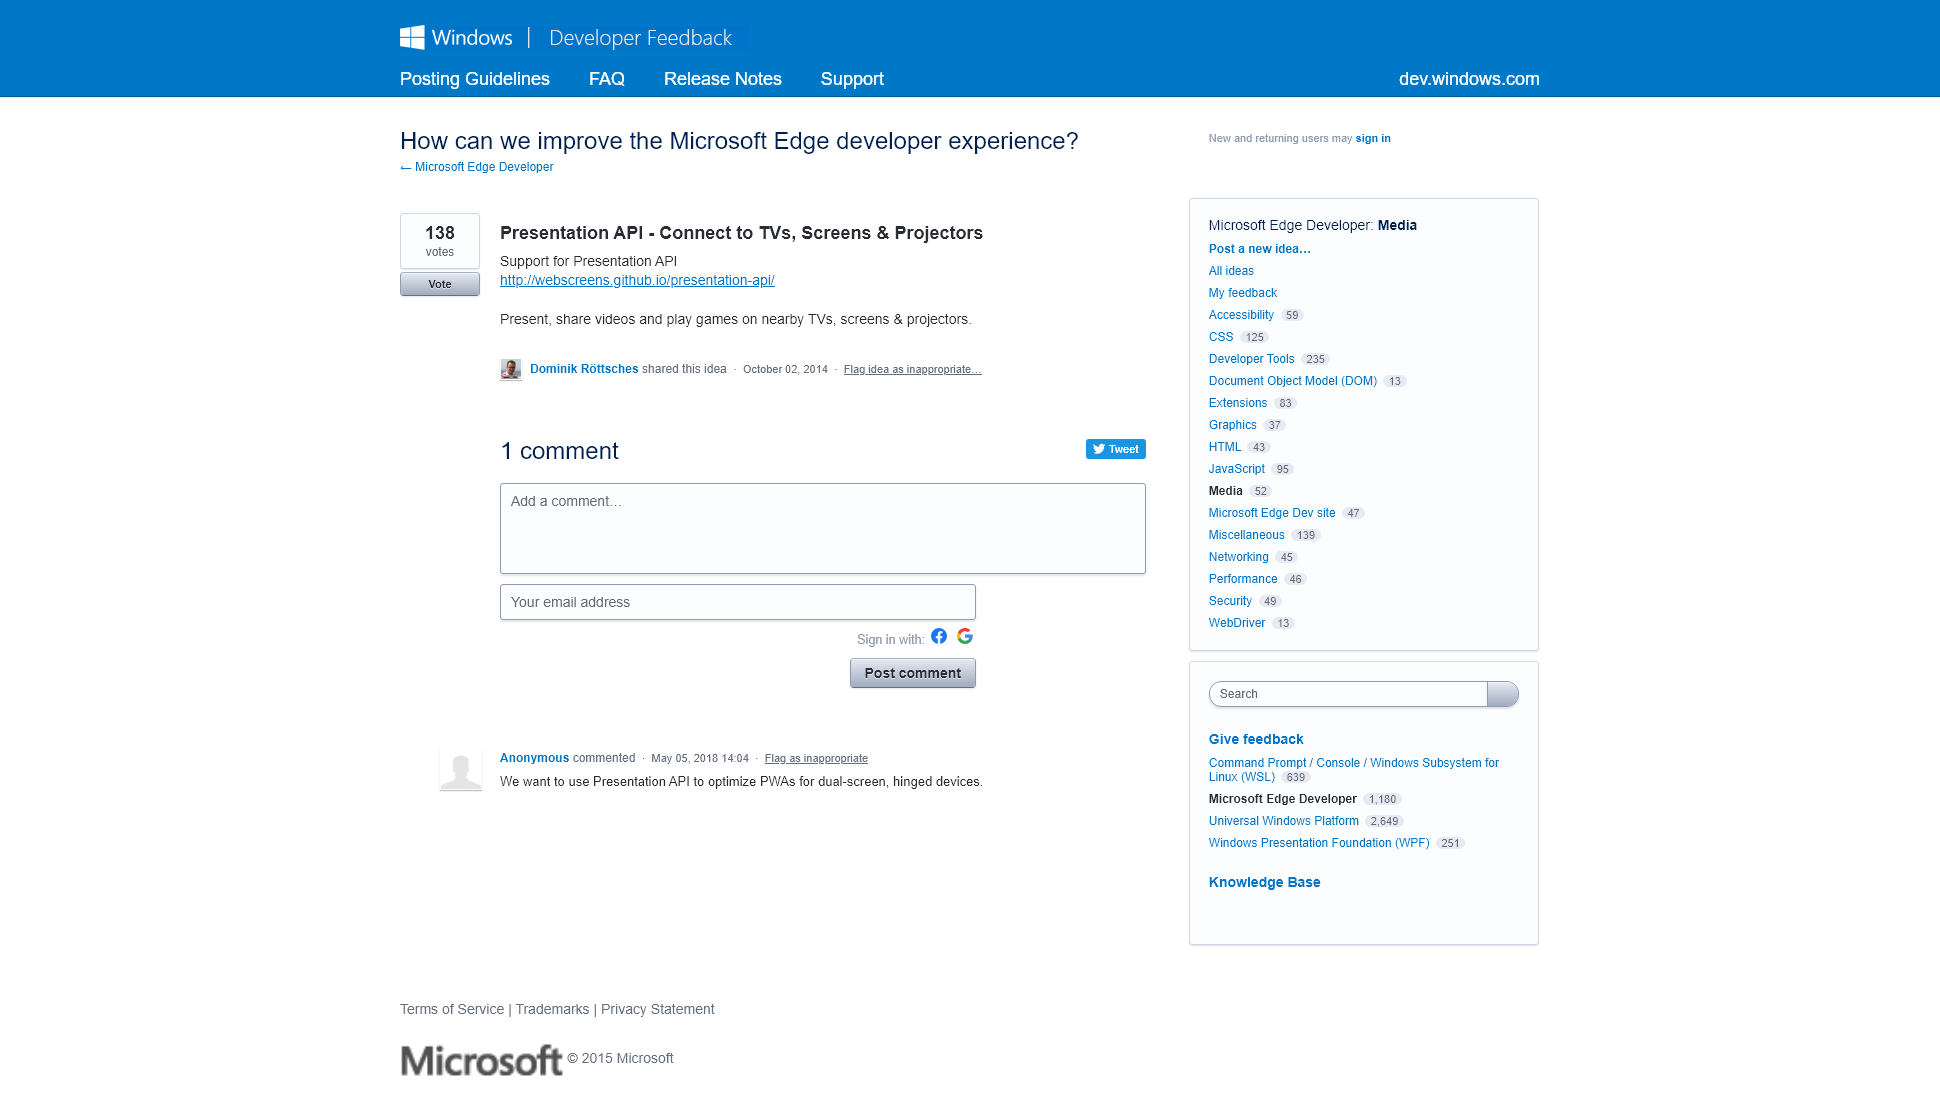 Windows | Developer Feedback
Posting Guidelines FAQ Release Notes Support dev.windows.com
How can we improve the Microsoft Edge developer experience?
← Microsoft Edge Developer
New and returning users may sign in
138
votes
Vote
Presentation API - Connect to TVs, Screens & Projectors
Support for Presentation API
http://webscreens.github.io/presentation-api/
Present, share videos and play games on nearby TVs, screens & projectors.
Dominik Röttsches shared this idea · October 02, 2014 · Flag idea as inappropriate…
1 comment
Tweet
Add a comment…
Your email address
Sign in with:
Post comment
Anonymous commented · May 05, 2018 14:04 · Flag as inappropriate
We want to use Presentation API to optimize PWAs for dual-screen, hinged devices.
Microsoft Edge Developer: Media
Post a new idea…
All ideas
My feedback
Accessibility 59
CSS 125
Developer Tools 235
Document Object Model (DOM) 13
Extensions 83
Graphics 37
HTML 43
JavaScript 95
Media 52
Microsoft Edge Dev site 47
Miscellaneous 139
Networking 45
Performance 46
Security 49
WebDriver 13
Search
Give feedback
Command Prompt / Console / Windows Subsystem for
Linux (WSL) 639
Microsoft Edge Developer 1,180
Universal Windows Platform 2,649
Windows Presentation Foundation (WPF) 251
Knowledge Base
Terms of Service | Trademarks | Privacy Statement
Microsoft © 2015 Microsoft